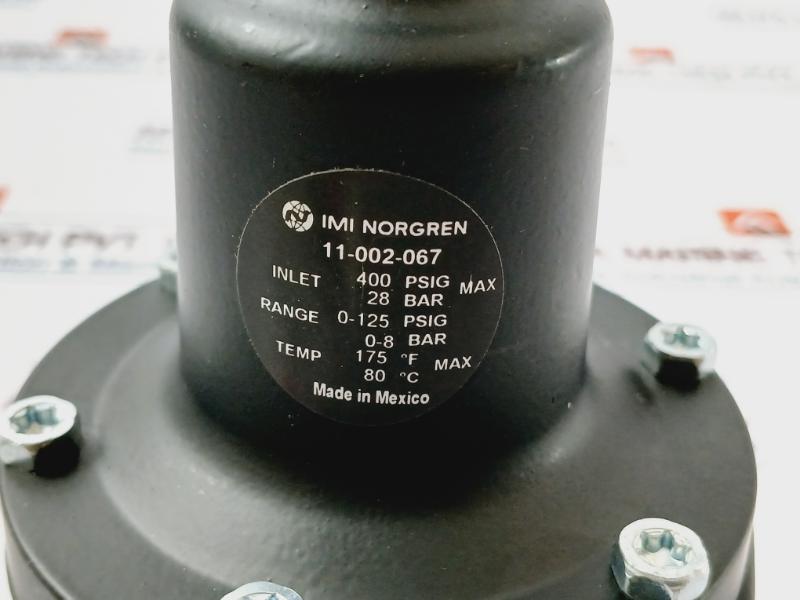 IMI NORGREN
11-002-067
INLET 400 PSIG MAX
28 BAR
RANGE 0-125 PSIG
0-8 BAR
TEMP 175 °F MAX
80 °C
Made in Mexico